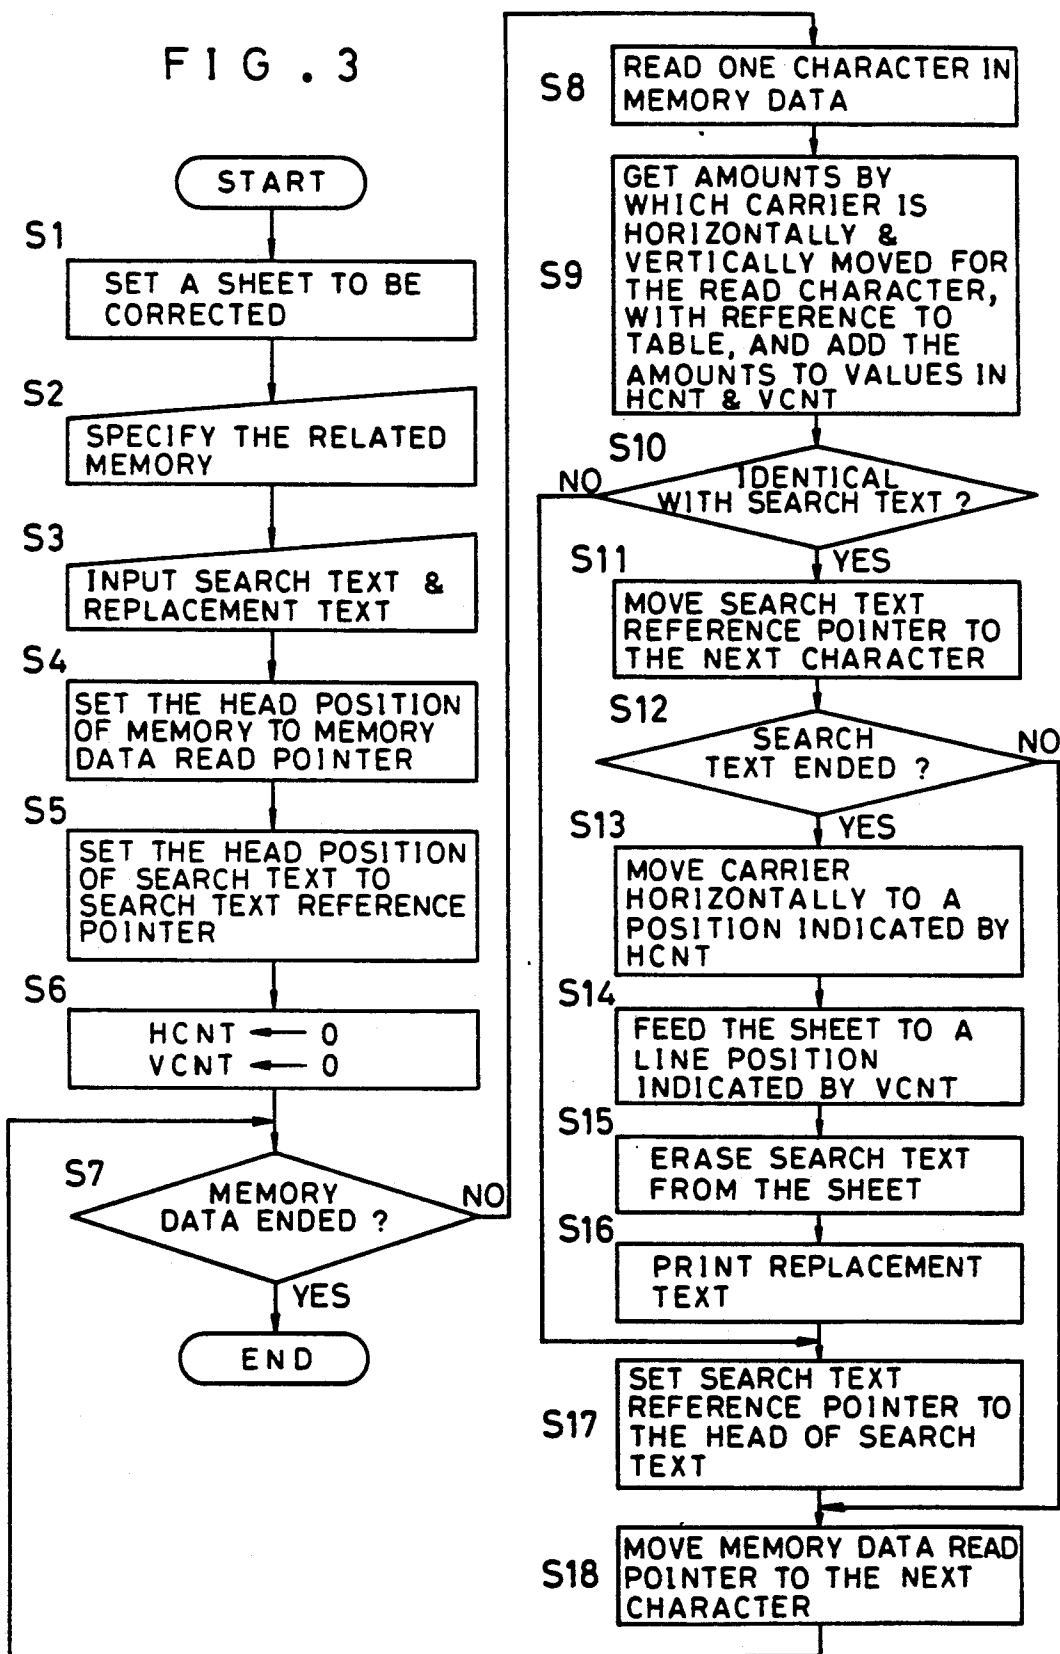 FIG.3
START
S1
SET A SHEET TO BE
CORRECTED
S2
SPECIFY THE RELATED
MEMORY
S3
INPUT SEARCH TEXT &
REPLACEMENT TEXT
S4
SET THE HEAD POSITION
OF MEMORY TO MEMORY
DATA READ POINTER
S5
SET THE HEAD POSITION
OF SEARCH TEXT TO
SEARCH TEXT REFERENCE
POINTER
S6
HCNT ← 0
VCNT ← 0
S7
MEMORY
DATA ENDED ?
NO
YES
END
S8
READ ONE CHARACTER IN
MEMORY DATA
S9
GET AMOUNTS BY
WHICH CARRIER IS
HORIZONTALLY &
VERTICALLY MOVED FOR
THE READ CHARACTER,
WITH REFERENCE TO
TABLE, AND ADD THE
AMOUNTS TO VALUES IN
HCNT & VCNT
S10
NO
IDENTICAL
WITH SEARCH TEXT ?
YES
S11
MOVE SEARCH TEXT
REFERENCE POINTER TO
THE NEXT CHARACTER
S12
SEARCH
TEXT ENDED ?
NO
YES
S13
MOVE CARRIER
HORIZONTALLY TO A
POSITION INDICATED BY
HCNT
S14
FEED THE SHEET TO A
LINE POSITION
INDICATED BY VCNT
S15
ERASE SEARCH TEXT
FROM THE SHEET
S16
PRINT REPLACEMENT
TEXT
S17
SET SEARCH TEXT
REFERENCE POINTER TO
THE HEAD OF SEARCH
TEXT
S18
MOVE MEMORY DATA READ
POINTER TO THE NEXT
CHARACTER